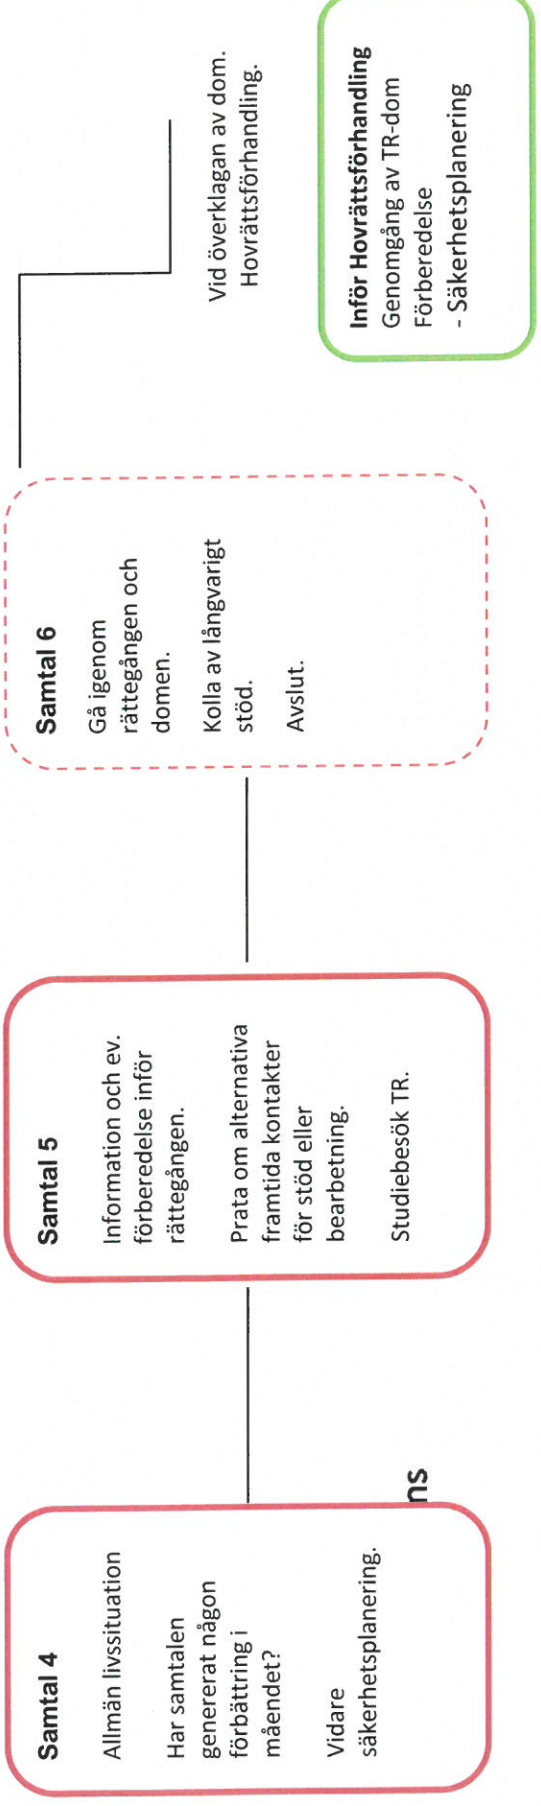 Samtal 4
Allmän livssituation
Har samtalen
genererat någon
förbättring i
måendet?
Vidare
säkerhetsplanering.
ns
Samtal 5
Information och ev.
förberedelse inför
rättegången.
Prata om alternativa
framtida kontakter
för stöd eller
bearbetning.
Studiebesök TR.
Samtal 6
Gå igenom
rättegången och
domen.
Kolla av långvarigt
stöd.
Avslut.
Vid överklagan av dom.
Hovrättsförhandling.
Inför Hovrättsförhandling
Genomgång av TR-dom
Förberedelse
- Säkerhetsplanering